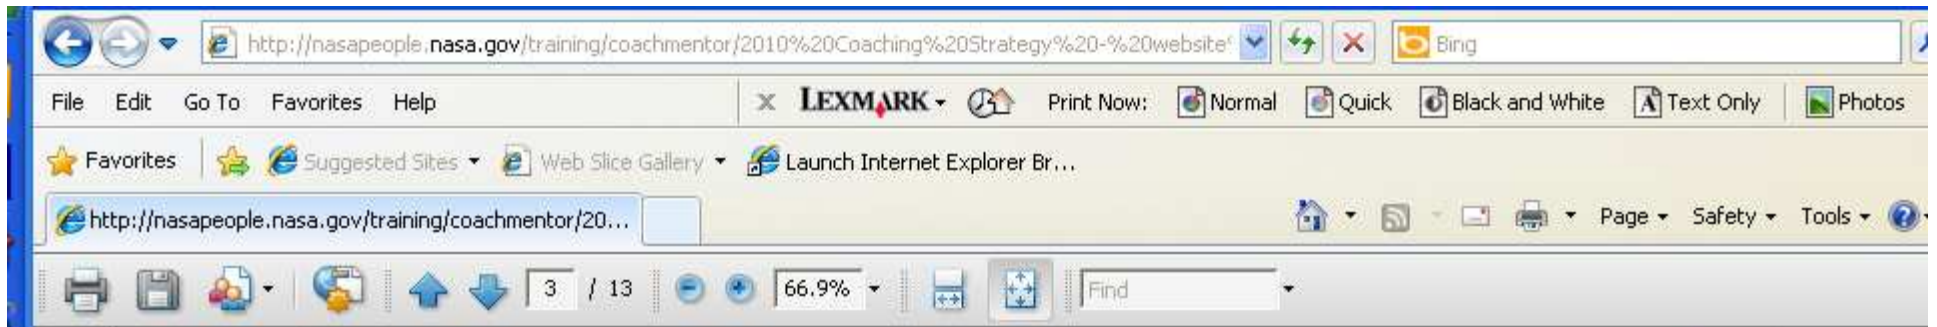 http://nasapeople.nasa.gov/training/coachmentor/2010%20Coaching%20Strategy%20-%20website% Bing
File Edit Go To Favorites Help x LEXMARK Print Now: Normal Quick Black and White Text Only Photos
Favorites Suggested Sites Web Slice Gallery Launch Internet Explorer Br...
http://nasapeople.nasa.gov/training/coachmentor/20... Page Safety Tools
3 / 13 66.9% Find